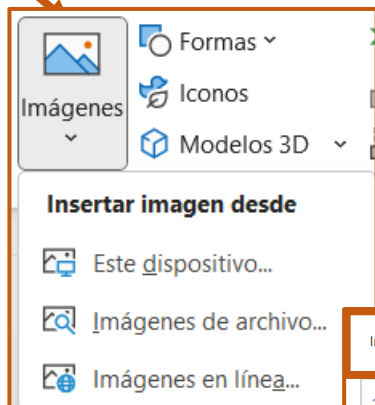 Imágenes
Formas
Iconos
Modelos 3D
Insertar imagen desde
Este dispositivo...
Imágenes de archivo...
Imágenes en línea...